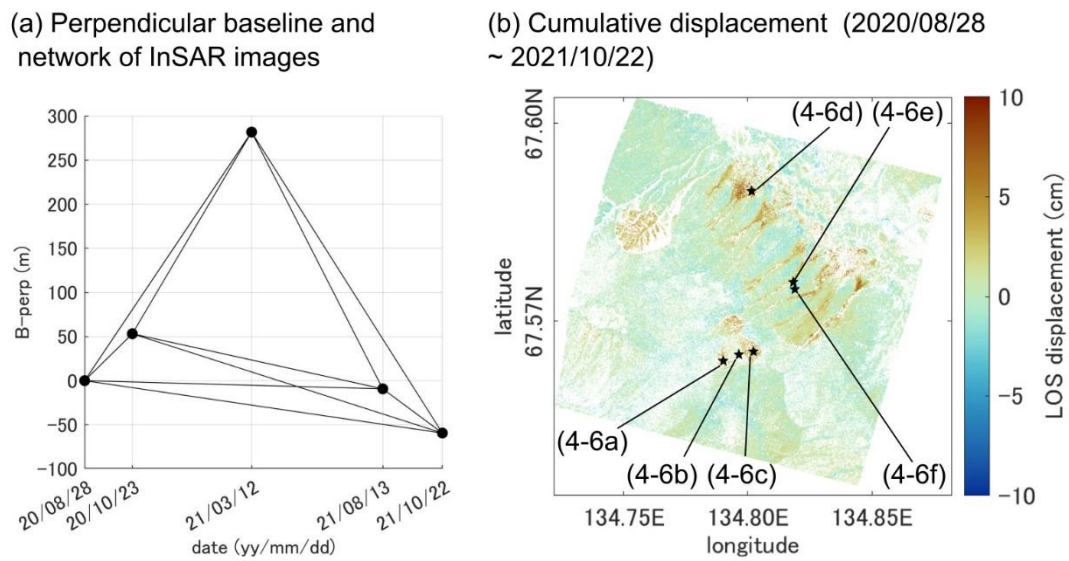 (a) Perpendicular baseline and
network of InSAR images
300
250
200
150
100
50
0
-50
-100
B-perp (m)
20/08/28
20/10/23
21/03/12
21/08/13
21/10/22
date (yy/mm/dd)
(b) Cumulative displacement (2020/08/28
~ 2021/10/22)
67.60N
67.57N
latitude
(4-6d)
(4-6e)
(4-6a)
(4-6b)
(4-6c)
(4-6f)
134.75E
134.80E
134.85E
longitude
10
5
0
-5
-10
LOS displacement (cm)